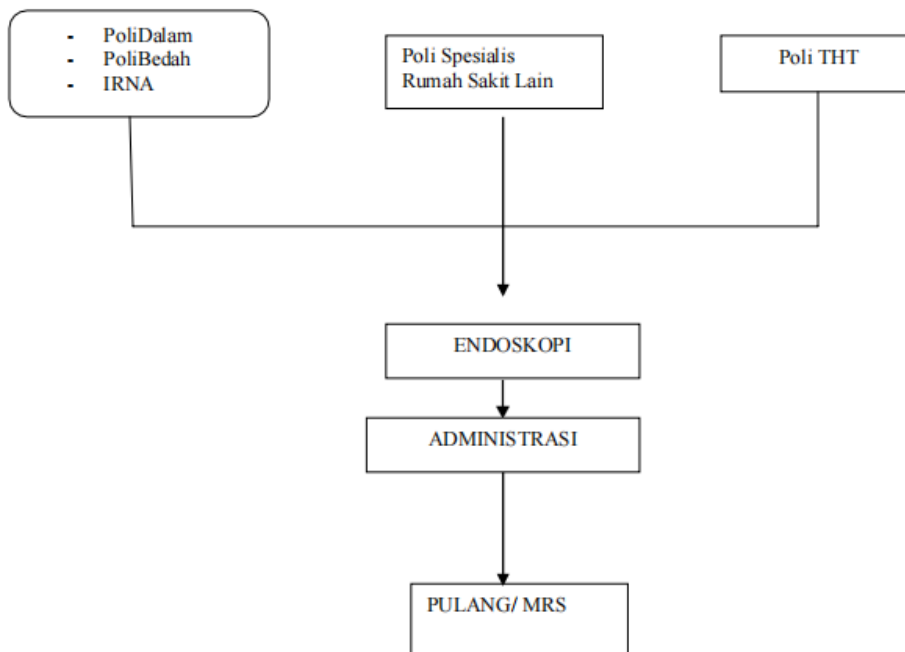 - PoliDalam
- PoliBedah
- IRNA
Poli Spesialis
Rumah Sakit Lain
Poli THT
ENDOSKOPI
ADMINISTRASI
PULANG/ MRS